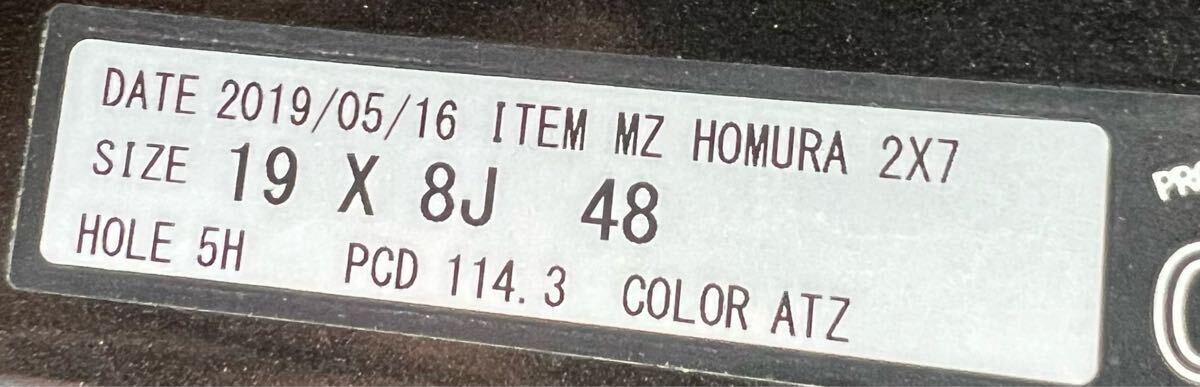 DATE 2019/05/16 ITEM MZ HOMURA 2X7
SIZE 19 X 8J 48
HOLE 5H PCD 114.3 COLOR ATZ